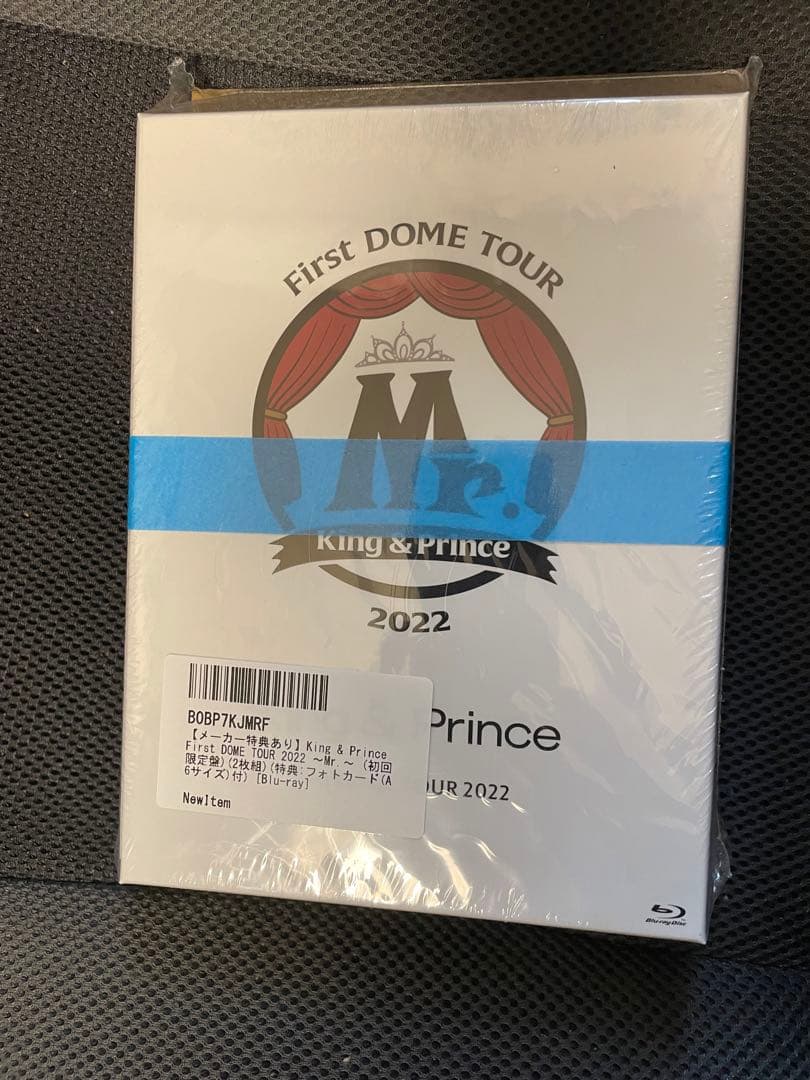 First DOME TOUR
Mr.
King & Prince
2022
Prince
OUR 2022
B0BP7KJMRF
【メーカー特典あり】King & Prince
First DOME TOUR 2022 ～Mr.～ (初回
限定盤)(2枚組)(特典:フォトカード(A
6サイズ)付) [Blu-ray]
NewItem
Blu-ray Disc